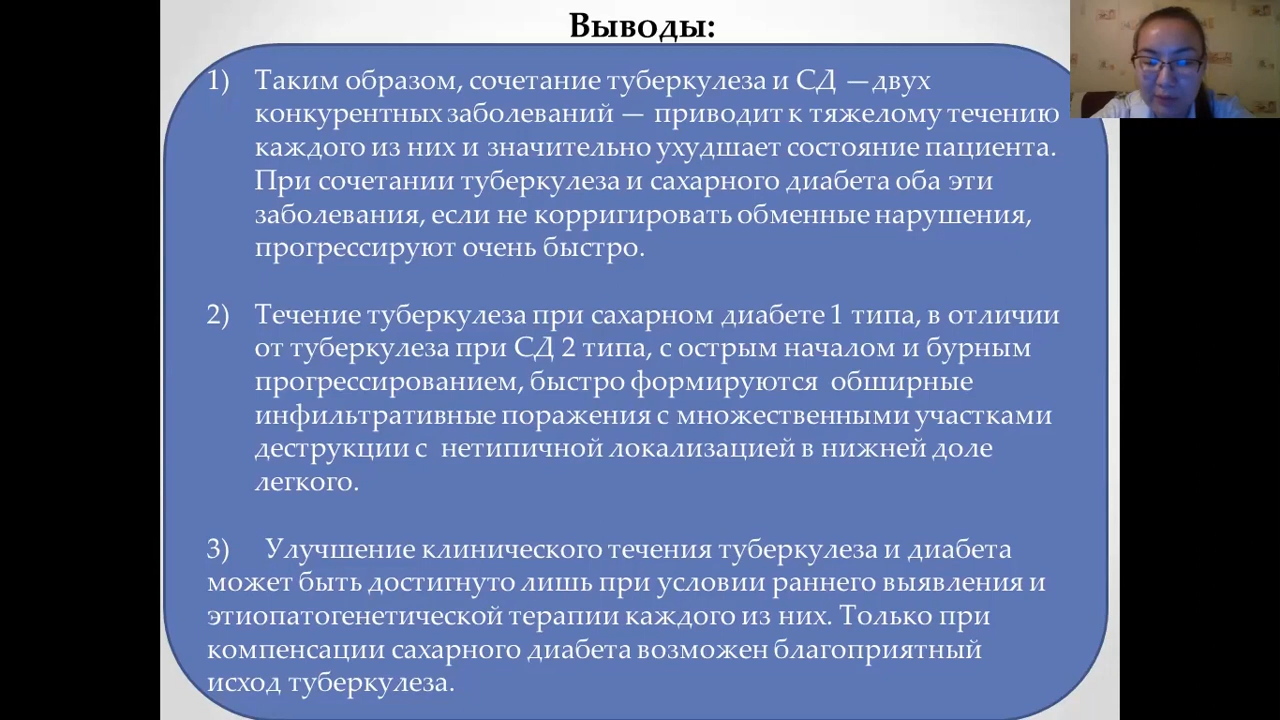 Выводы:
1) Таким образом, сочетание туберкулеза и СД —двух
конкурентных заболеваний — приводит к тяжелому течению
каждого из них и значительно ухудшает состояние пациента.
При сочетании туберкулеза и сахарного диабета оба эти
заболевания, если не корригировать обменные нарушения,
прогрессируют очень быстро.
2) Течение туберкулеза при сахарном диабете 1 типа, в отличии
от туберкулеза при СД 2 типа, с острым началом и бурным
прогрессированием, быстро формируются обширные
инфильтративные поражения с множественными участками
деструкции с нетипичной локализацией в нижней доле
легкого.
3) Улучшение клинического течения туберкулеза и диабета
может быть достигнуто лишь при условии раннего выявления и
этиопатогенетической терапии каждого из них. Только при
компенсации сахарного диабета возможен благоприятный
исход туберкулеза.